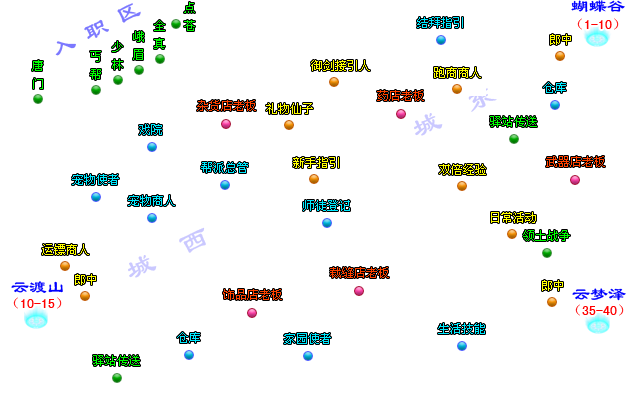 入职区
点苍
全真
峨眉
少林
丐帮
唐门
结拜指引
蝴蝶谷
（1-10）
郎中
御剑接引人
跑商商人
仓库
杂货店老板
礼物仙子
药店老板
城东
驿站传送
戏院
帮派总管
新手指引
双倍经验
武器店老板
宠物使者
宠物商人
师徒登记
日常活动
领土战争
城西
运镖商人
郎中
云渡山
（10-15）
裁缝店老板
饰品店老板
郎中
云梦泽
（35-40）
仓库
家园使者
生活技能
驿站传送